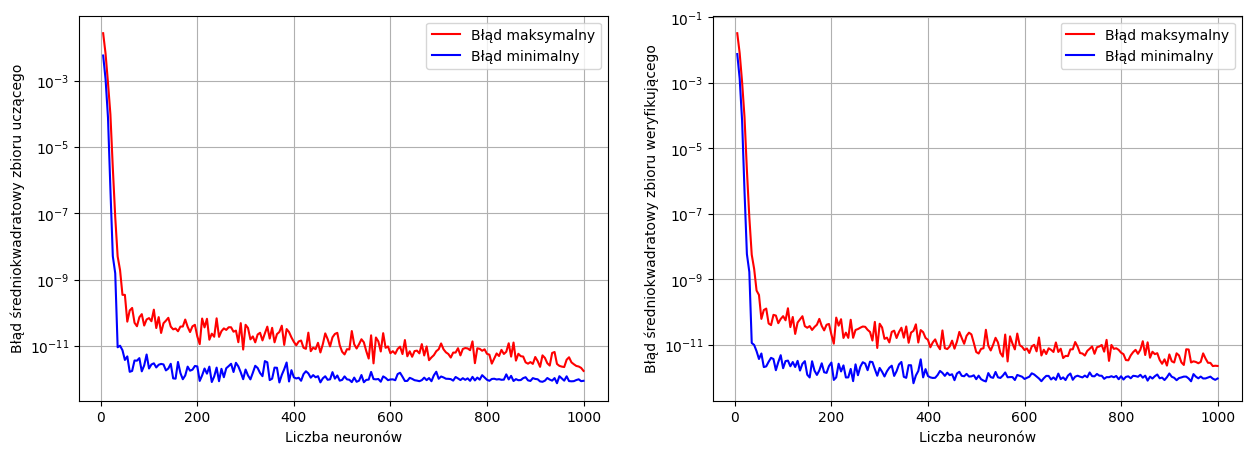 Błąd średniokwadratowy zbioru uczącego
10⁻³
10⁻⁵
10⁻⁷
10⁻⁹
10⁻¹¹
Błąd maksymalny
Błąd minimalny
0 200 400 600 800 1000
Liczba neuronów
Błąd średniokwadratowy zbioru weryfikującego
10⁻¹
10⁻³
10⁻⁵
10⁻⁷
10⁻⁹
10⁻¹¹
Błąd maksymalny
Błąd minimalny
0 200 400 600 800 1000
Liczba neuronów